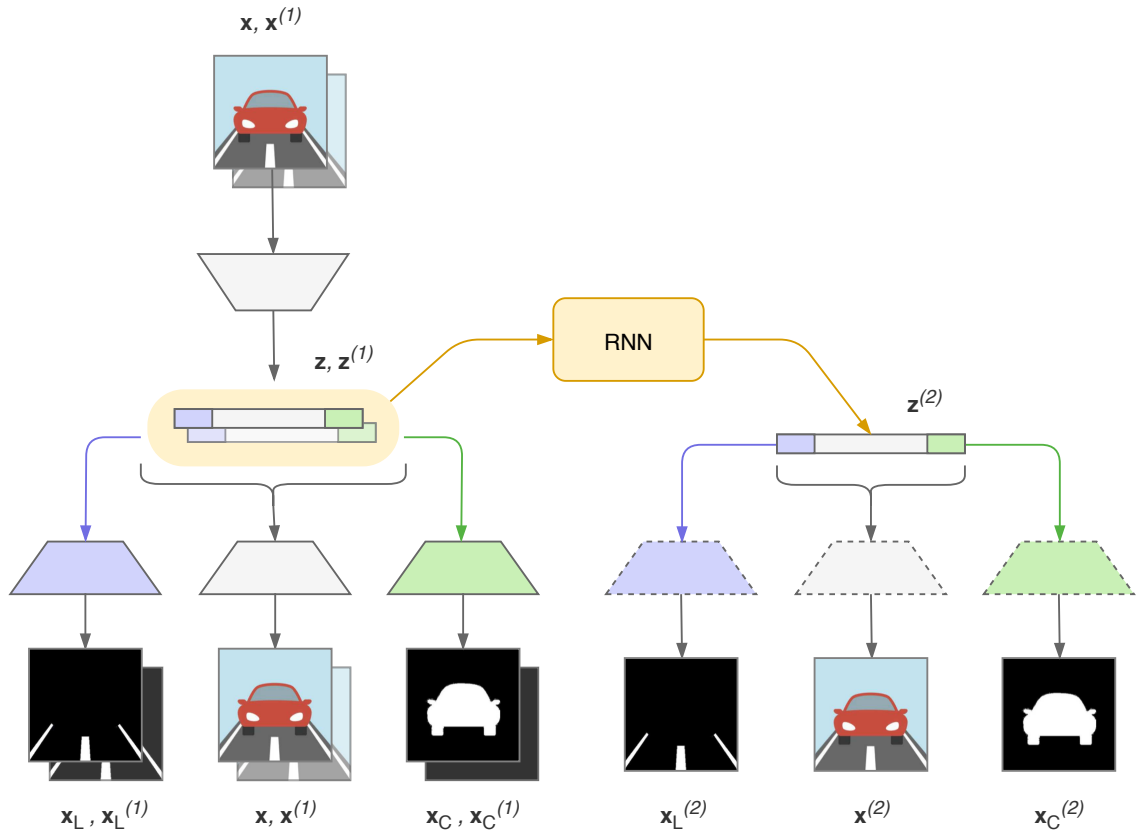 x, x(1)
RNN
z, z(1)
z(2)
xL , xL(1)
x, x(1)
xC , xC(1)
xL(2)
x(2)
xC(2)